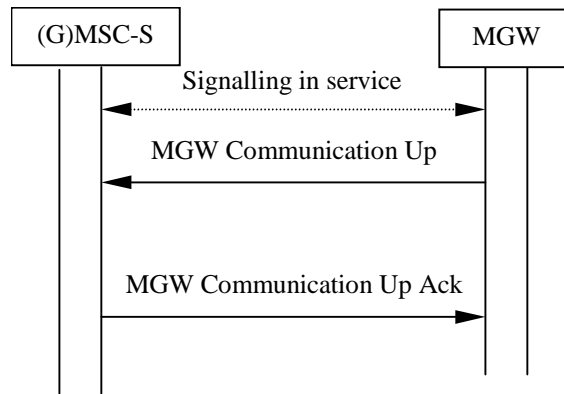 (G)MSC-S
MGW
Signalling in service
MGW Communication Up
MGW Communication Up Ack